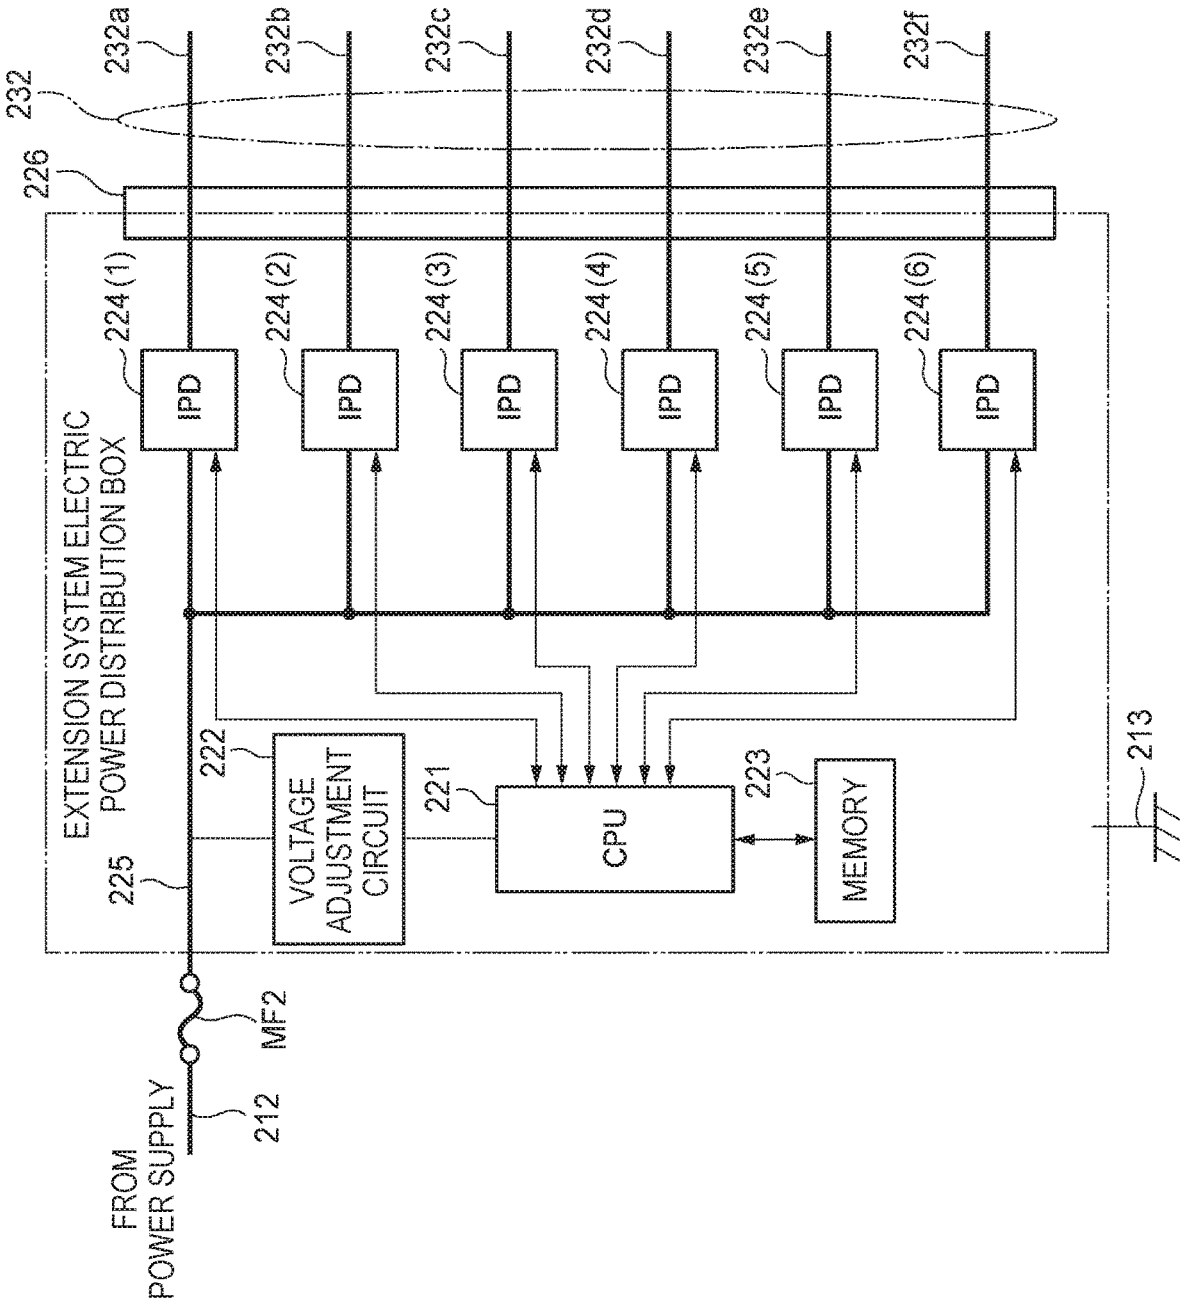 FROM
POWER SUPPLY
212
MF2
EXTENSION SYSTEM ELECTRIC
POWER DISTRIBUTION BOX
225
222
VOLTAGE
ADJUSTMENT
CIRCUIT
221
CPU
223
MEMORY
213
224 (1)
IPD
224 (2)
IPD
224 (3)
IPD
224 (4)
IPD
224 (5)
IPD
224 (6)
IPD
226
232
232a
232b
232c
232d
232e
232f